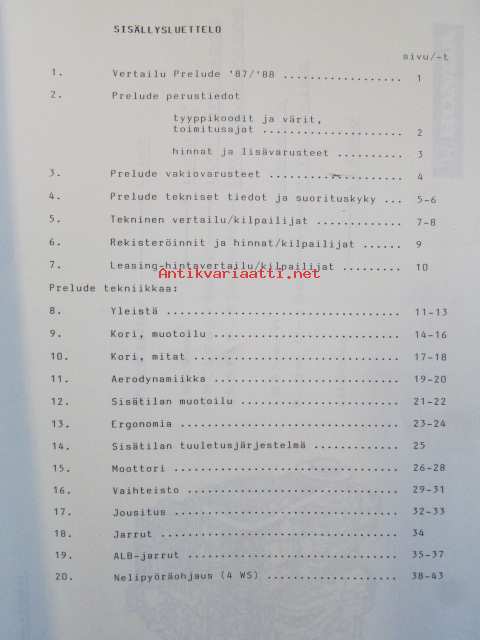 SISÄLLYSLUETTELO
sivu/-t
1. Vertailu Prelude '87/'88 ................. 1
2. Prelude perustiedot
tyyppikoodit ja värit,
toimitusajat .................... 2
hinnat ja lisävarusteet .......... 3
3. Prelude vakiovarusteet .................... 4
4. Prelude tekniset tiedot ja suorituskyky ...... 5-6
5. Tekninen vertailu/kilpailijat ............. 7-8
6. Rekisteröinnit ja hinnat/kilpailijat ...... 9
7. Leasing-hintavertailu/kilpailijat ......... 10
Antikvariaatti.net
Prelude tekniikkaa:
8. Yleistä ................................... 11-13
9. Kori, muotoilu ............................ 14-16
10. Kori, mitat ............................... 17-18
11. Aerodynamiikka ............................ 19-20
12. Sisätilan muotoilu ........................ 21-22
13. Ergonomia ................................. 23-24
14. Sisätilan tuuletusjärjestelmä ............. 25
15. Moottori .................................. 26-28
16. Vaihteisto ................................ 29-31
17. Jousitus .................................. 32-33
18. Jarrut .................................... 34
19. ALB-jarrut ................................ 35-37
20. Nelipyöräohjaus (4 WS) .................... 38-43